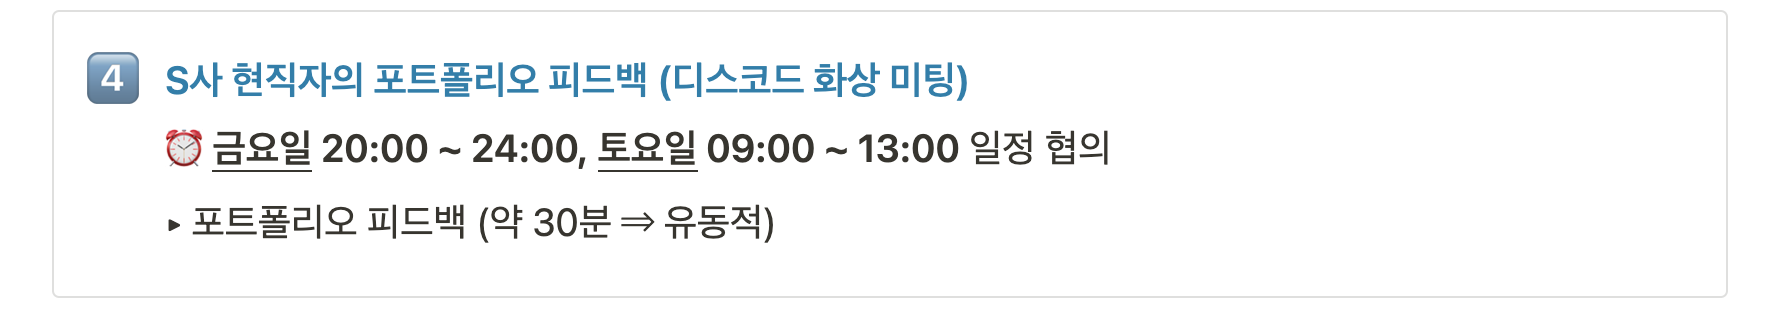 4 S사 현직자의 포트폴리오 피드백 (디스코드 화상 미팅)
⏰ 금요일 20:00 ~ 24:00, 토요일 09:00 ~ 13:00 일정 협의
▸ 포트폴리오 피드백 (약 30분 ⇒ 유동적)